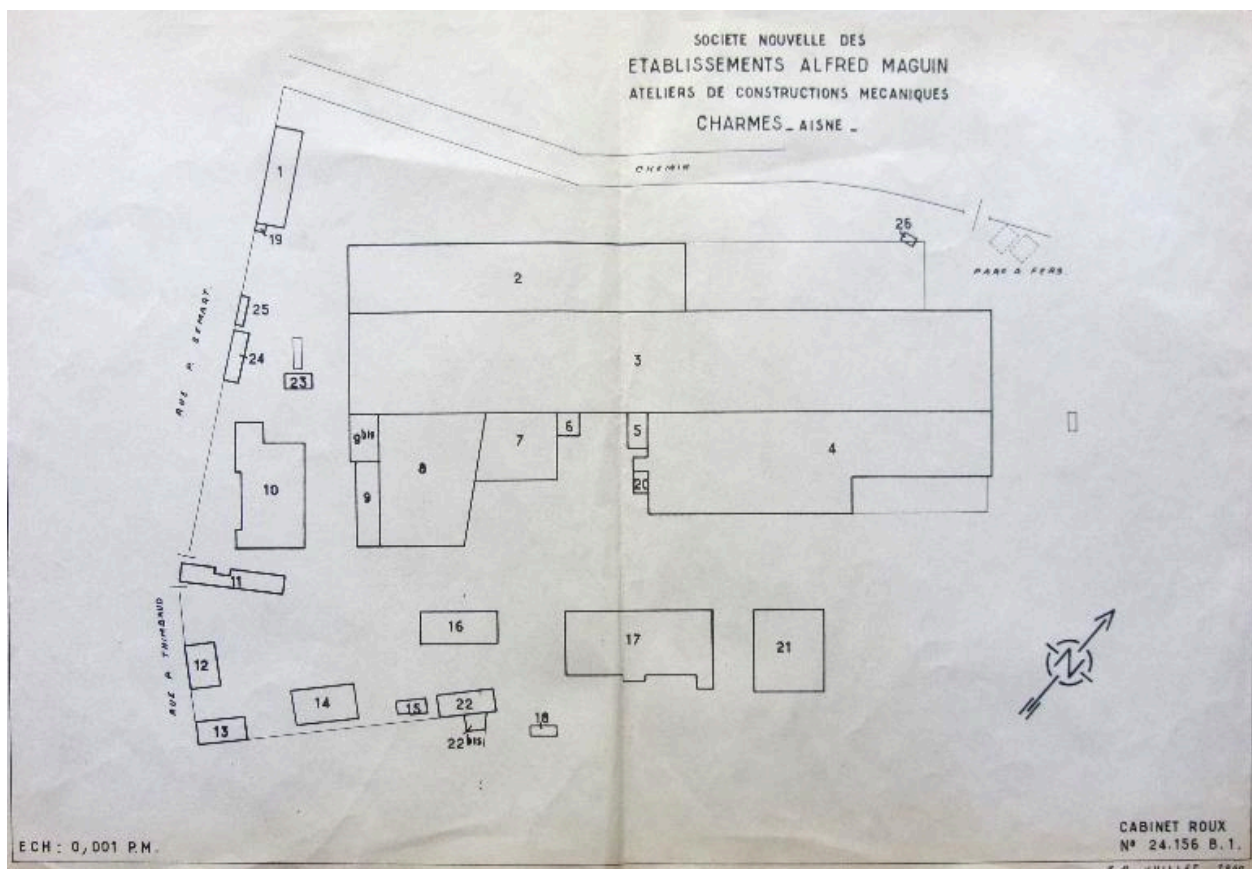 SOCIETE NOUVELLE DES
ETABLISSEMENTS ALFRED MAGUIN
ATELIERS DE CONSTRUCTIONS MECANIQUES
CHARMES _ AISNE _
CHEMIN
1
19
26
PARC A FERS.
2
25
RUE P. SEMART.
24
3
23
9bis
8
7
6
5
4
20
10
9
11
RUE A THIMBAUD
16
17
21
12
N
14
15
22
13
22bis
18
ECH : 0,001 P.M.
CABINET ROUX
Nº 24.156 B.1.
JUILLET